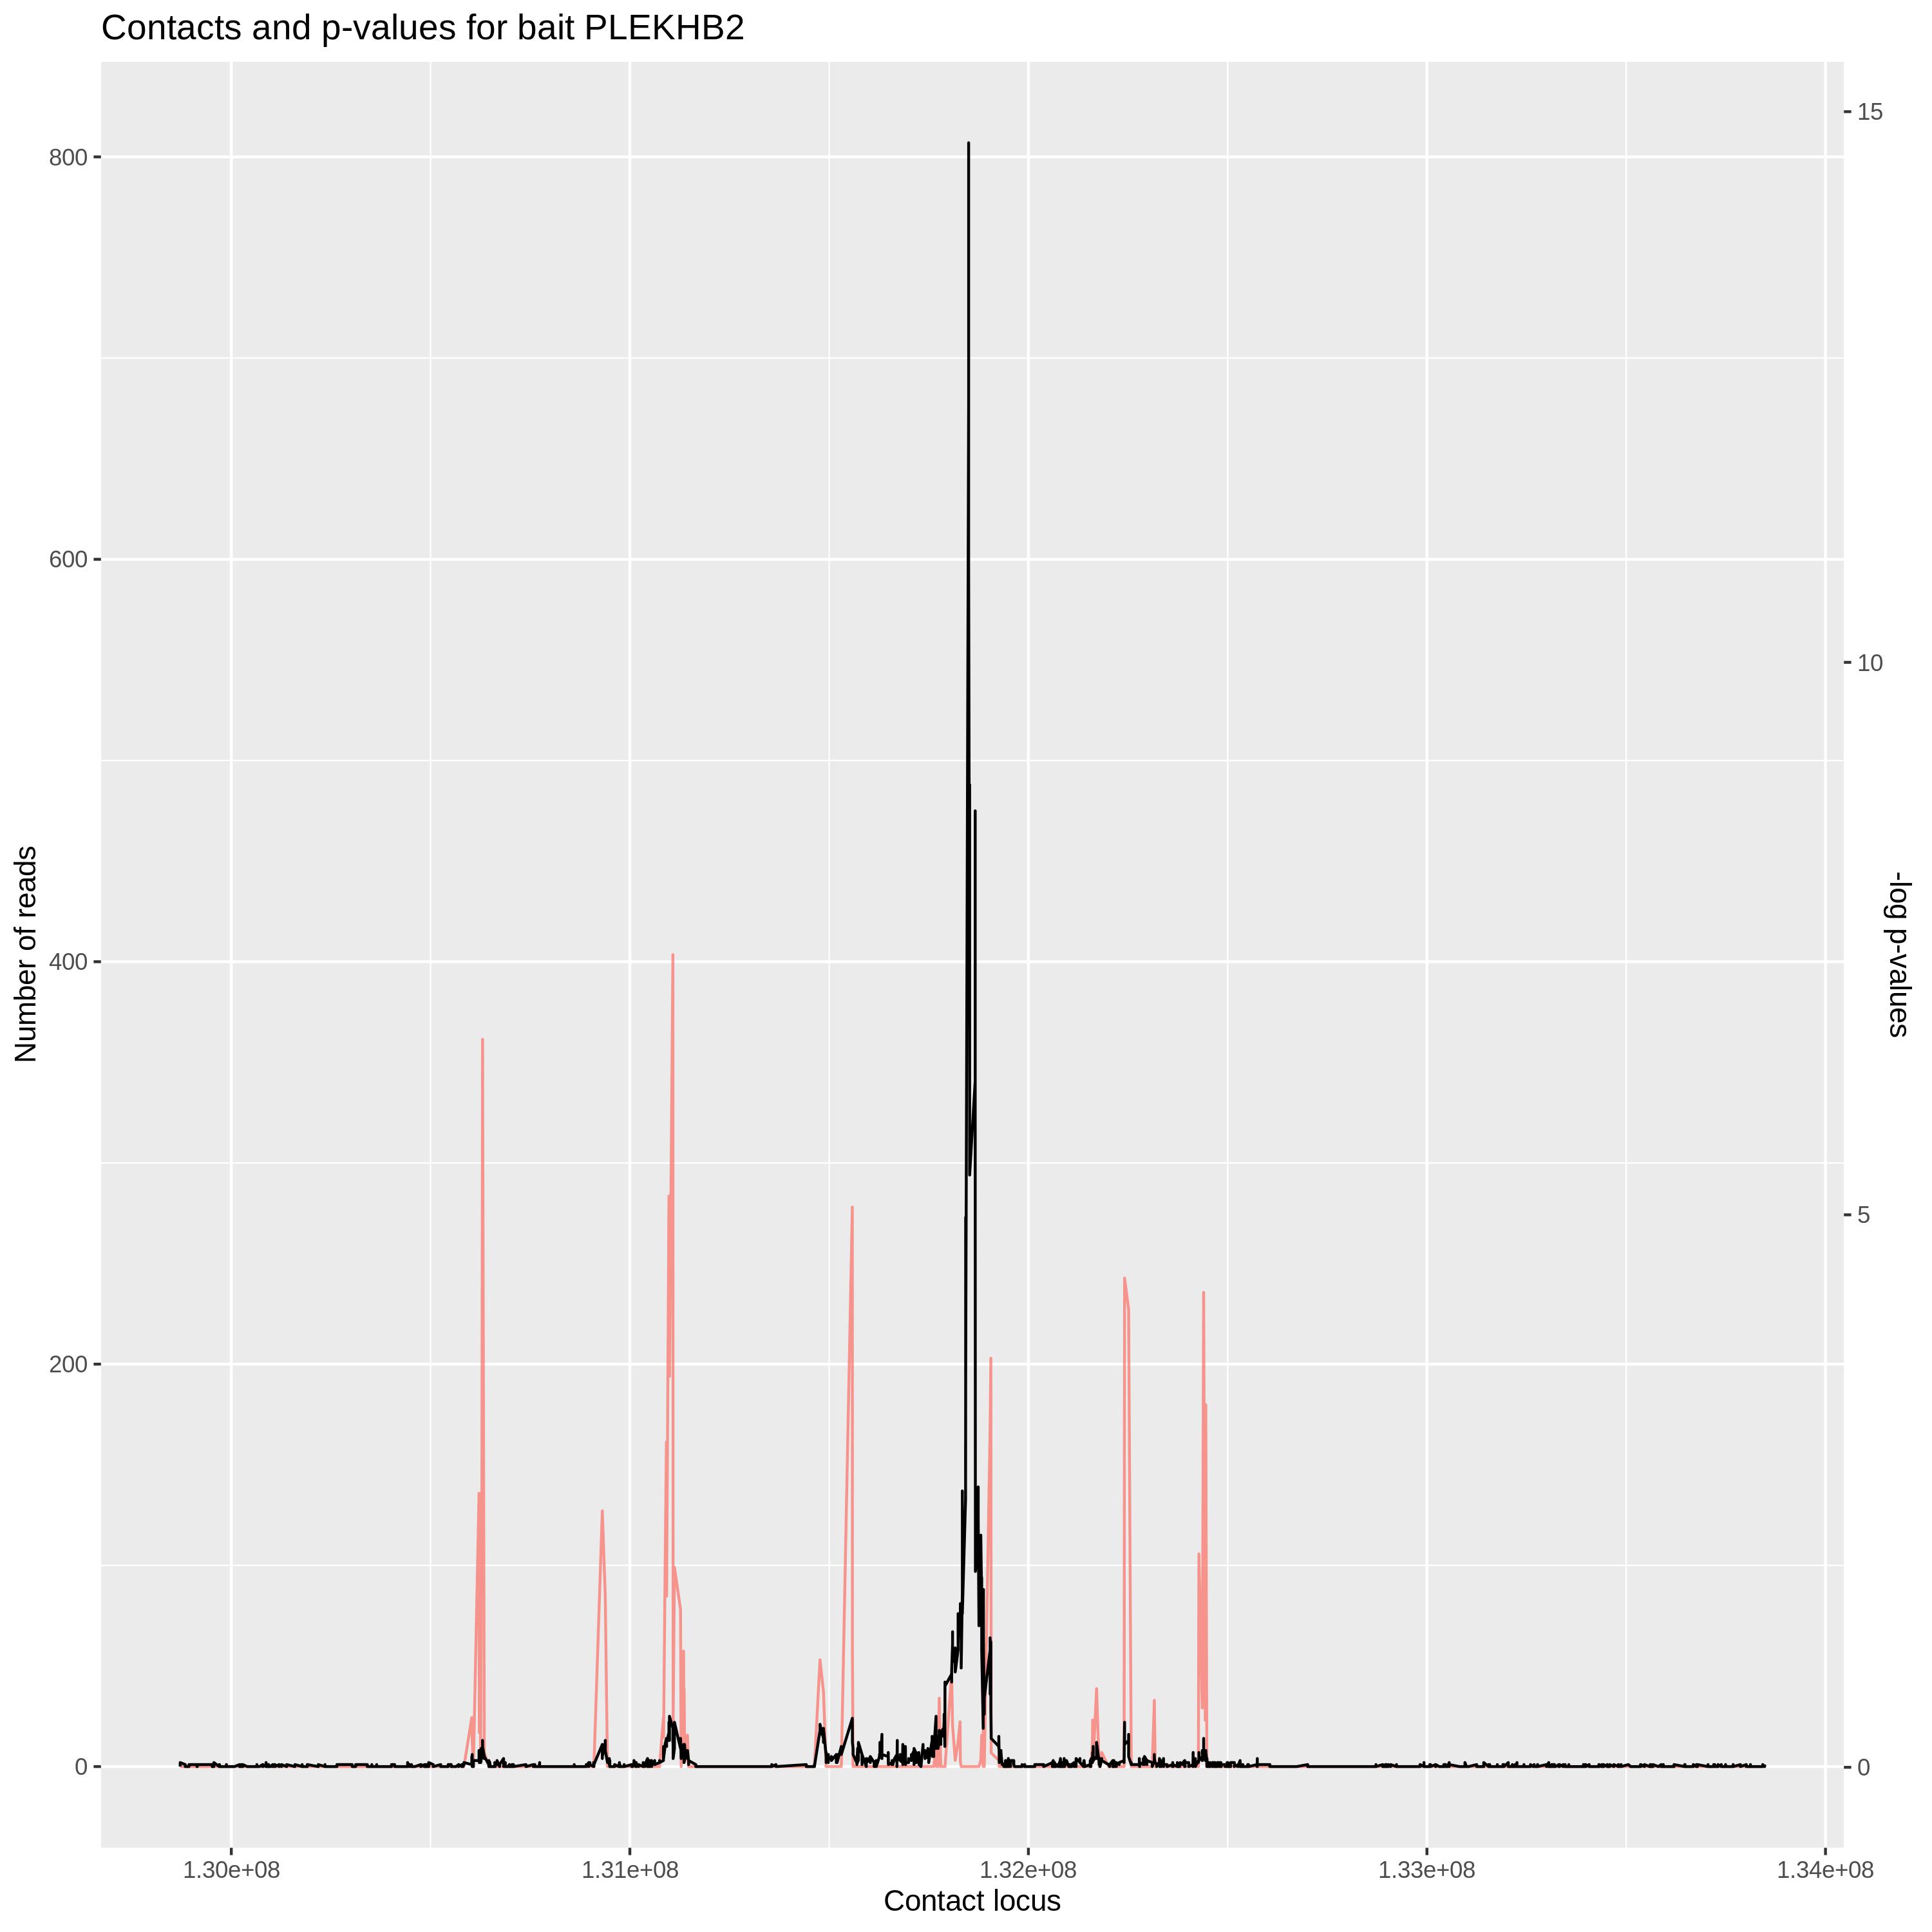 Contacts and p-values for bait PLEKHB2
15
800
10
600
Number of reads
-log p-values
400
5
200
0
0
1.30e+08
1.31e+08
1.32e+08
1.33e+08
1.34e+08
Contact locus